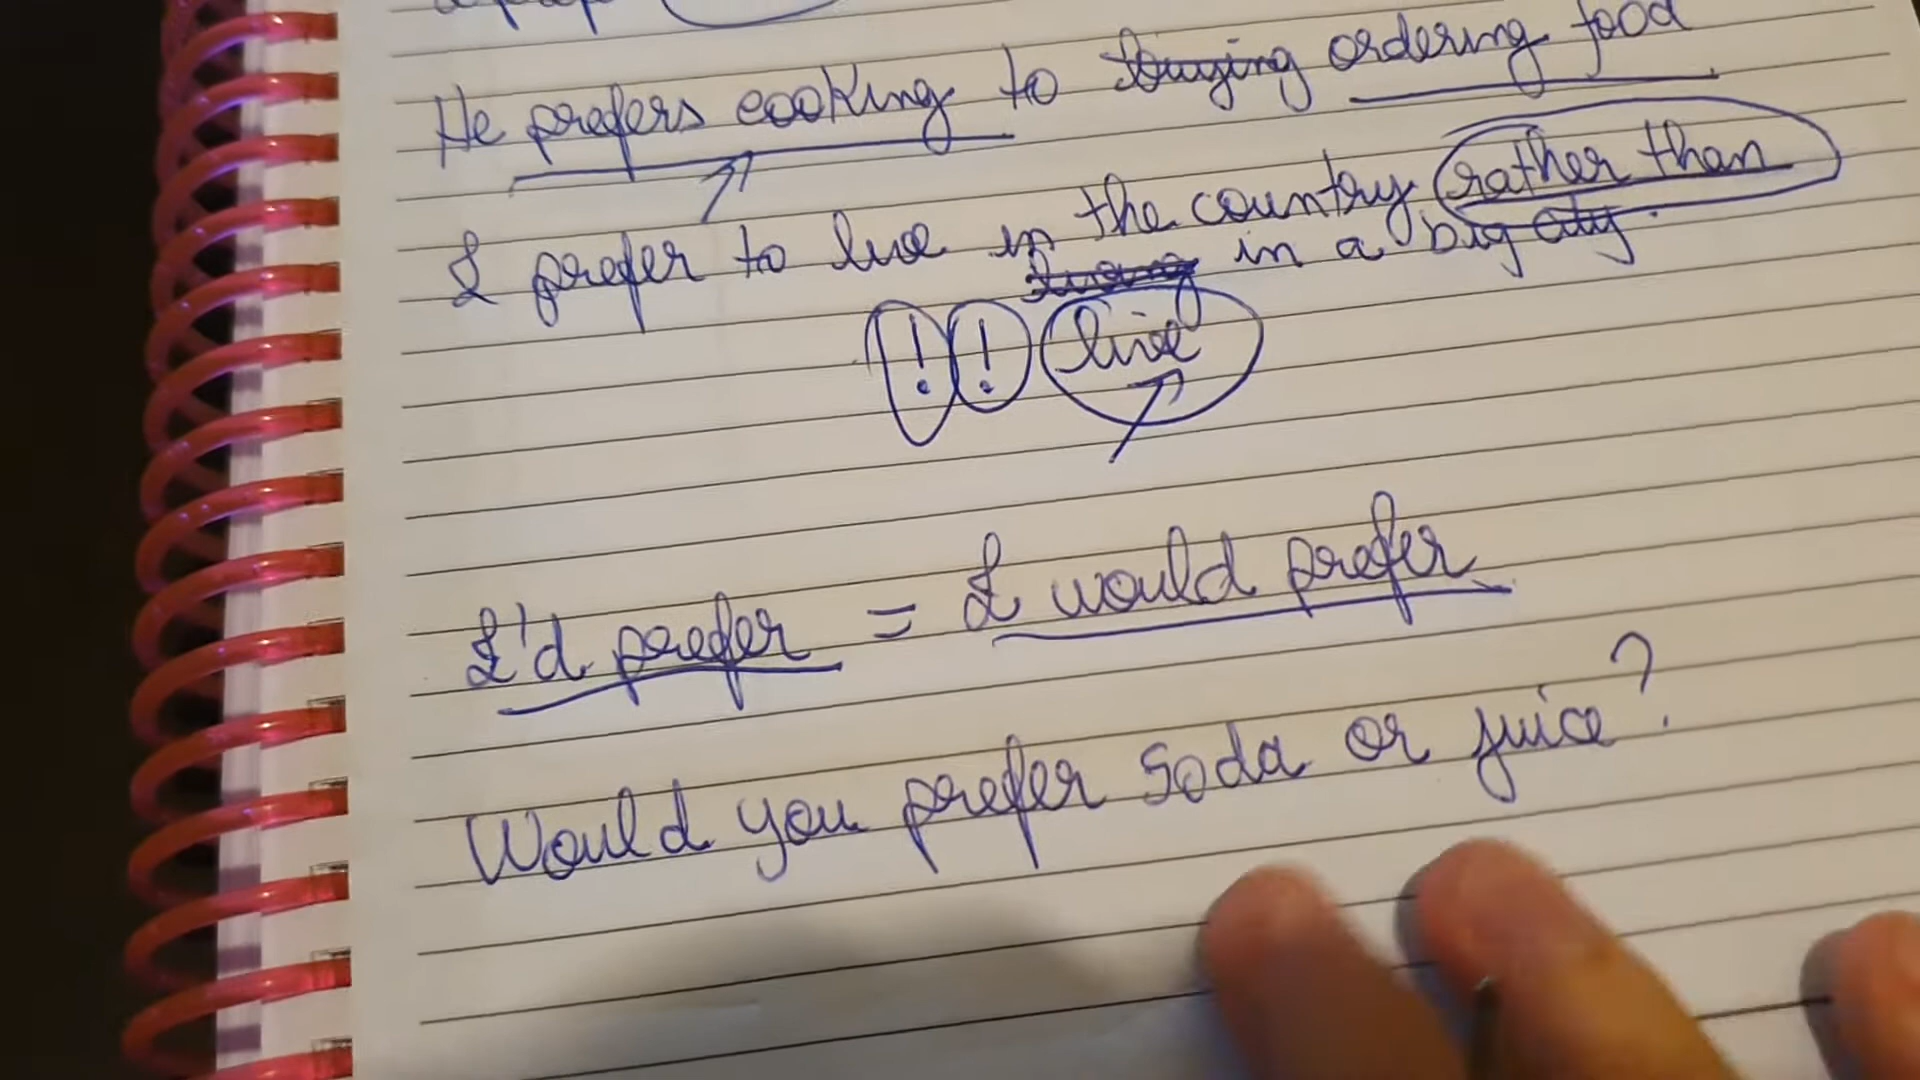 He prefers cooking to buying ordering food
I prefer to live in the country rather than
living in a big city.
!! live
I'd prefer = I would prefer
Would you prefer soda or juice?